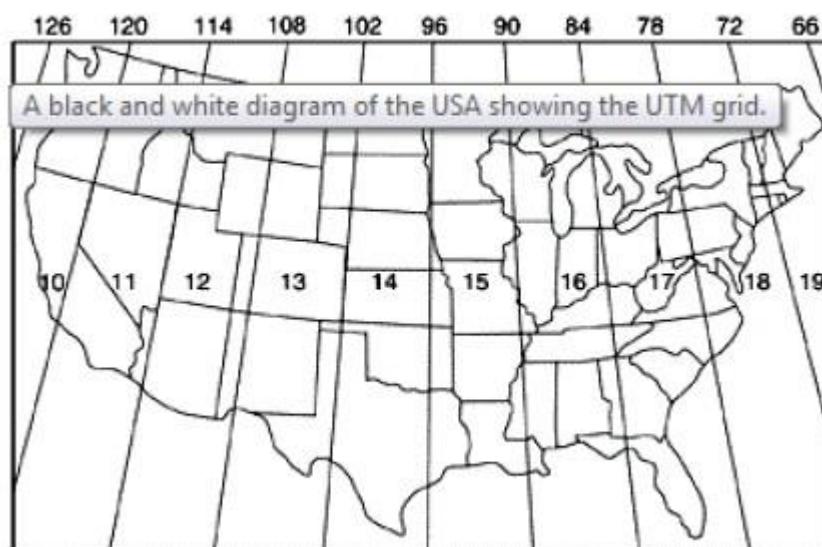 126 120 114 108 102 96 90 84 78 72 66
A black and white diagram of the USA showing the UTM grid.
10 11 12 13 14 15 16 17 18 19